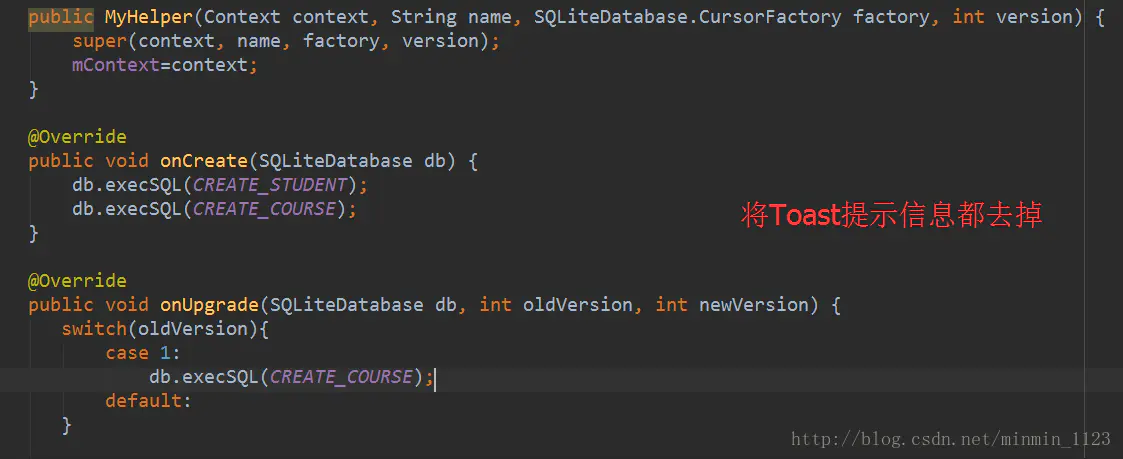 public MyHelper(Context context, String name, SQLiteDatabase.CursorFactory factory, int version) {
super(context, name, factory, version);
mContext=context;
}
@Override
public void onCreate(SQLiteDatabase db) {
db.execSQL(CREATE_STUDENT);
db.execSQL(CREATE_COURSE);
}
将Toast提示信息都去掉
@Override
public void onUpgrade(SQLiteDatabase db, int oldVersion, int newVersion) {
switch(oldVersion){
case 1:
db.execSQL(CREATE_COURSE);
default:
}
http://blog.csdn.net/minmin_1123